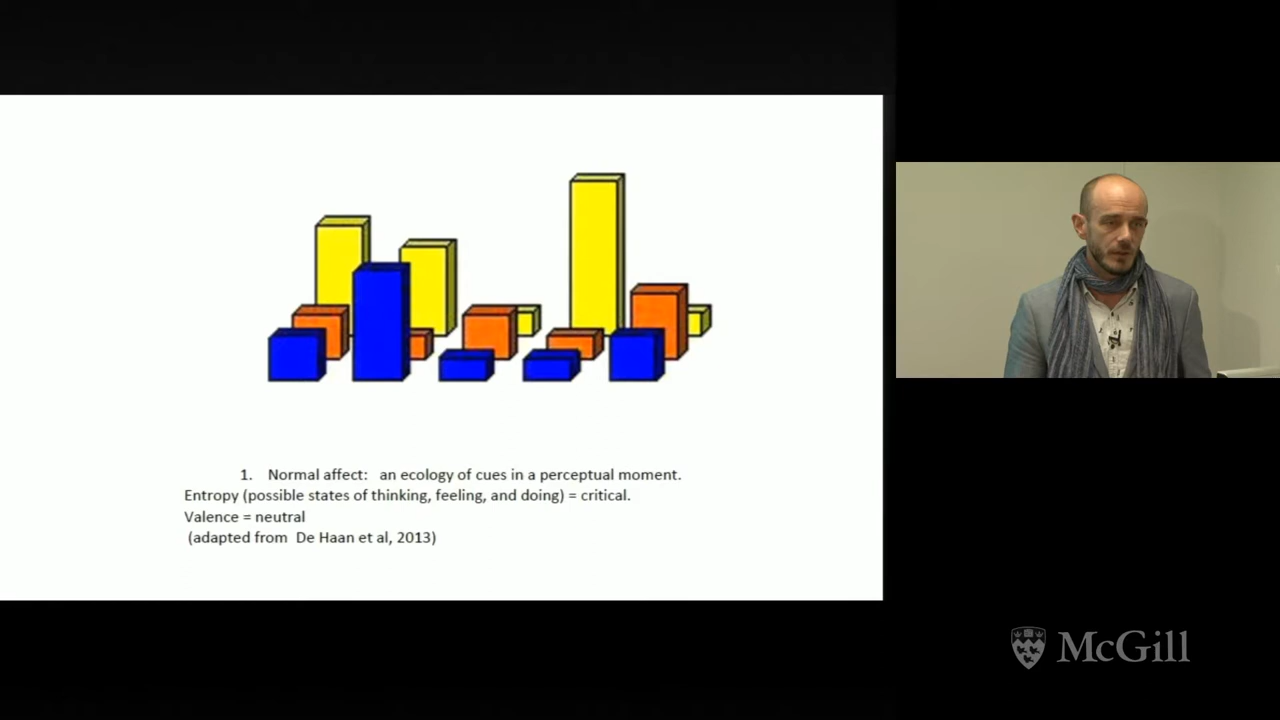 1. Normal affect: an ecology of cues in a perceptual moment.
Entropy (possible states of thinking, feeling, and doing) = critical.
Valence = neutral
(adapted from De Haan et al, 2013)
McGill